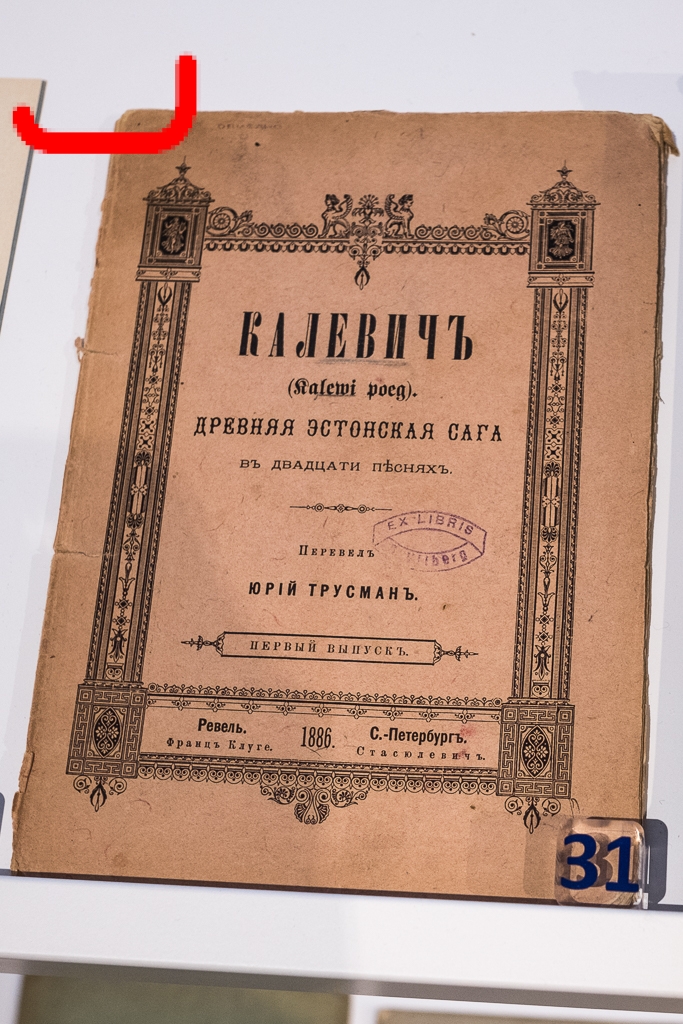 КАЛЕВИЧЪ
(Kalewi poeg).
ДРЕВНЯЯ ЭСТОНСКАЯ САГА
ВЪ ДВАДЦАТИ ПѢСНЯХЪ.
EX LIBRIS
ПЕРЕВЕЛЪ
ЮРІЙ ТРУСМАНЪ.
ПЕРВЫЙ ВЫПУСКЪ.
Ревель. 1886. С.-Петербургъ.
Францъ Клуге. Стасюлевичъ.
31